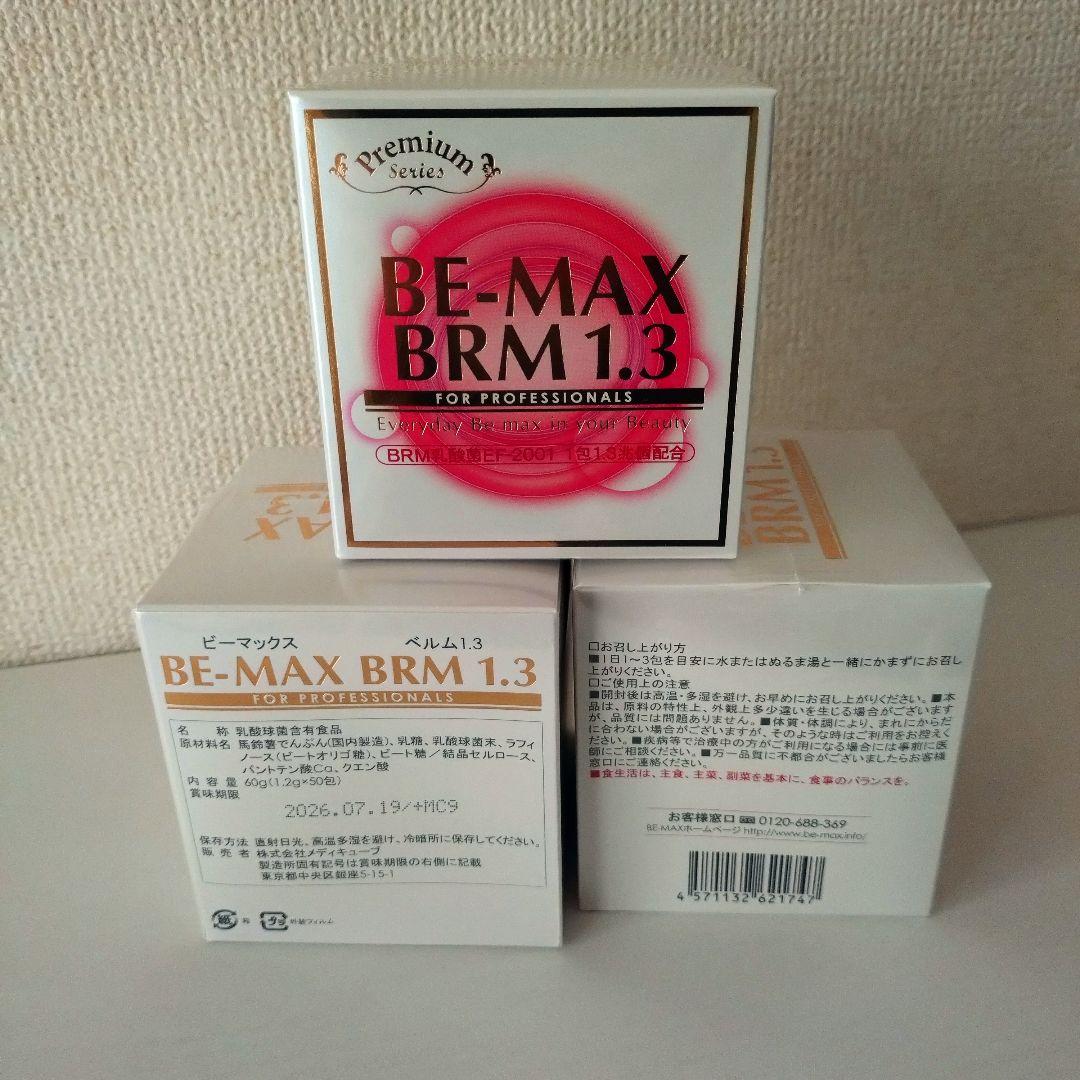 Premium
Series
BE-MAX
BRM 1.3
FOR PROFESSIONALS
Everyday Be max in your Beauty
BRM乳酸菌EF-2001 1包1.3兆個配合
BRM 1.3
ビーマックス ベルム1.3
BE-MAX BRM 1.3
FOR PROFESSIONALS
名 称 乳酸球菌含有食品
原材料名 馬鈴薯でんぷん(国内製造)、乳糖、乳酸球菌末、ラフィ
ノース(ビートオリゴ糖)、ビート糖/結晶セルロース、
パントテン酸Ca、クエン酸
内 容 量 60g(1.2g×50包)
賞味期限
2026.07.19/+MC9
保存方法 直射日光、高温多湿を避け、冷暗所に保存してください。
販 売 者 株式会社メディキューブ
製造所固有記号は賞味期限の右側に記載
東京都中央区銀座5-15-1
紙 箱
プラ 外装フィルム
□お召し上がり方
■1日1~3包を目安に水またはぬるま湯と一緒にかまずにお召し
上がりください。
□ご使用上の注意
■開封後は高温・多湿を避け、お早めにお召し上がりください。■本
品は、原料の特性上、外観上多少違いを生じる場合がございます
が、品質には問題ありません。■体質・体調により、まれにからだ
に合わない場合がございますが、そのような時はご利用をお控えく
ださい。■疾病等で治療中の方がご利用になる場合には事前に医
師にご相談ください。■万一品質に不都合がございましたらお客様
窓口にご連絡ください。
■食生活は、主食、主菜、副菜を基本に、食事のバランスを。
お客様窓口 0120-688-369
BE-MAXホームページ http://www.be-max.info/
4 571132 621747